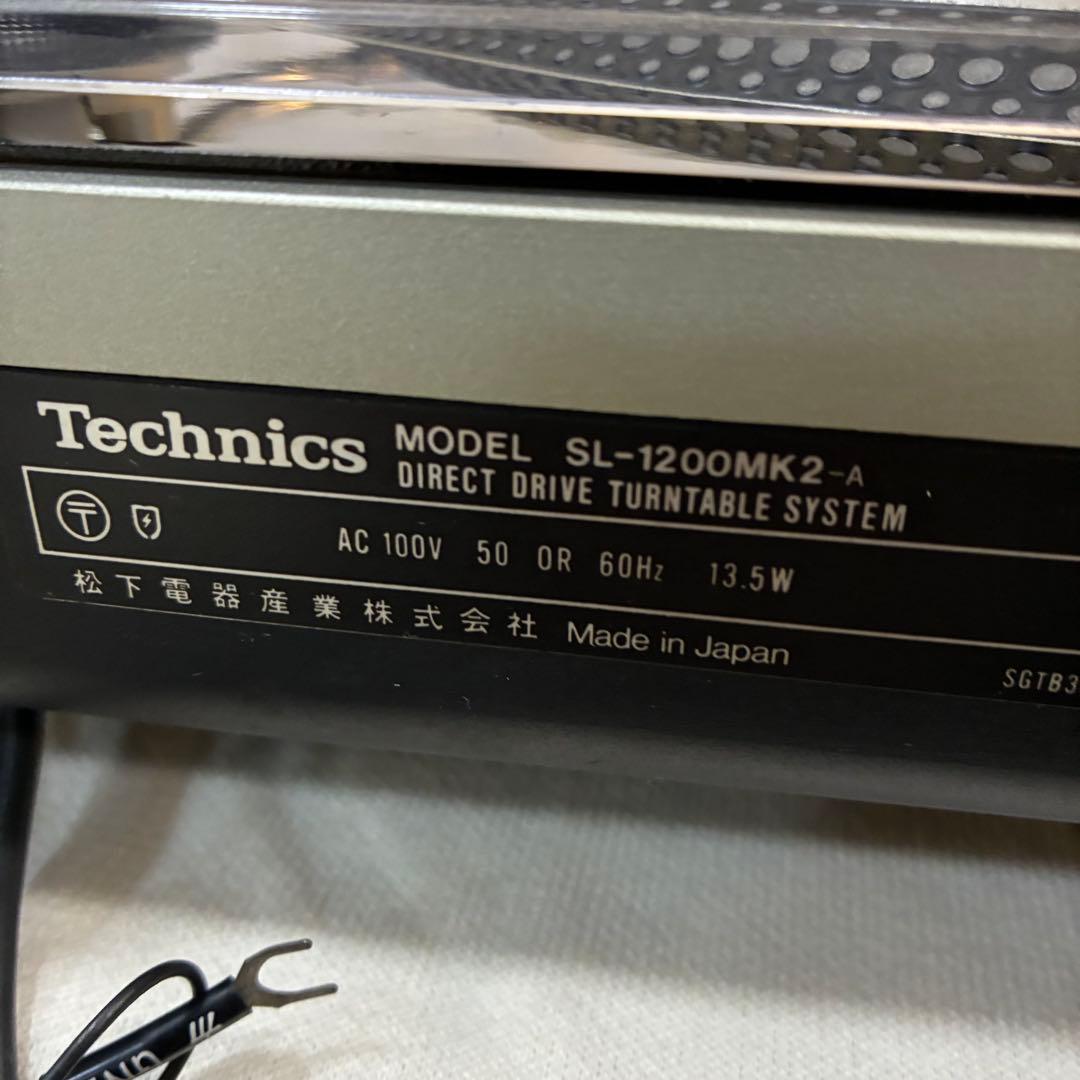 Technics MODEL SL-1200MK2-A
DIRECT DRIVE TURNTABLE SYSTEM
〒 AC 100V 50 OR 60Hz 13.5W
松下電器産業株式会社 Made in Japan
SGTB3